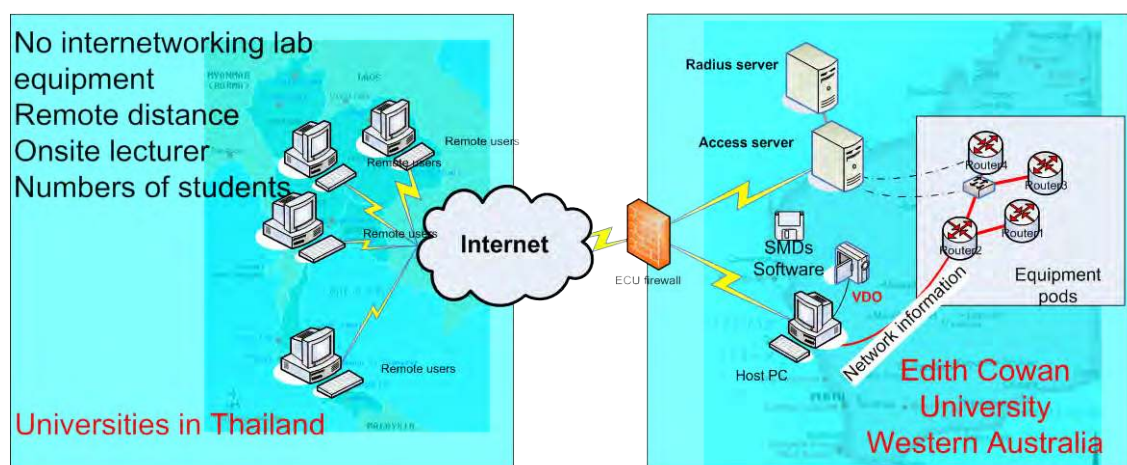 No internetworking lab
equipment
Remote distance
Onsite lecturer
Numbers of students
LAOS
Remote users
Remote users
Remote users
Remote users
Universities in Thailand
Internet
ECU firewall
Radius server
Access server
SMDs
Software
VDO
Host PC
Network information
Router4
Router3
Router2
Router1
Equipment
pods
Edith Cowan
University
Western Australia